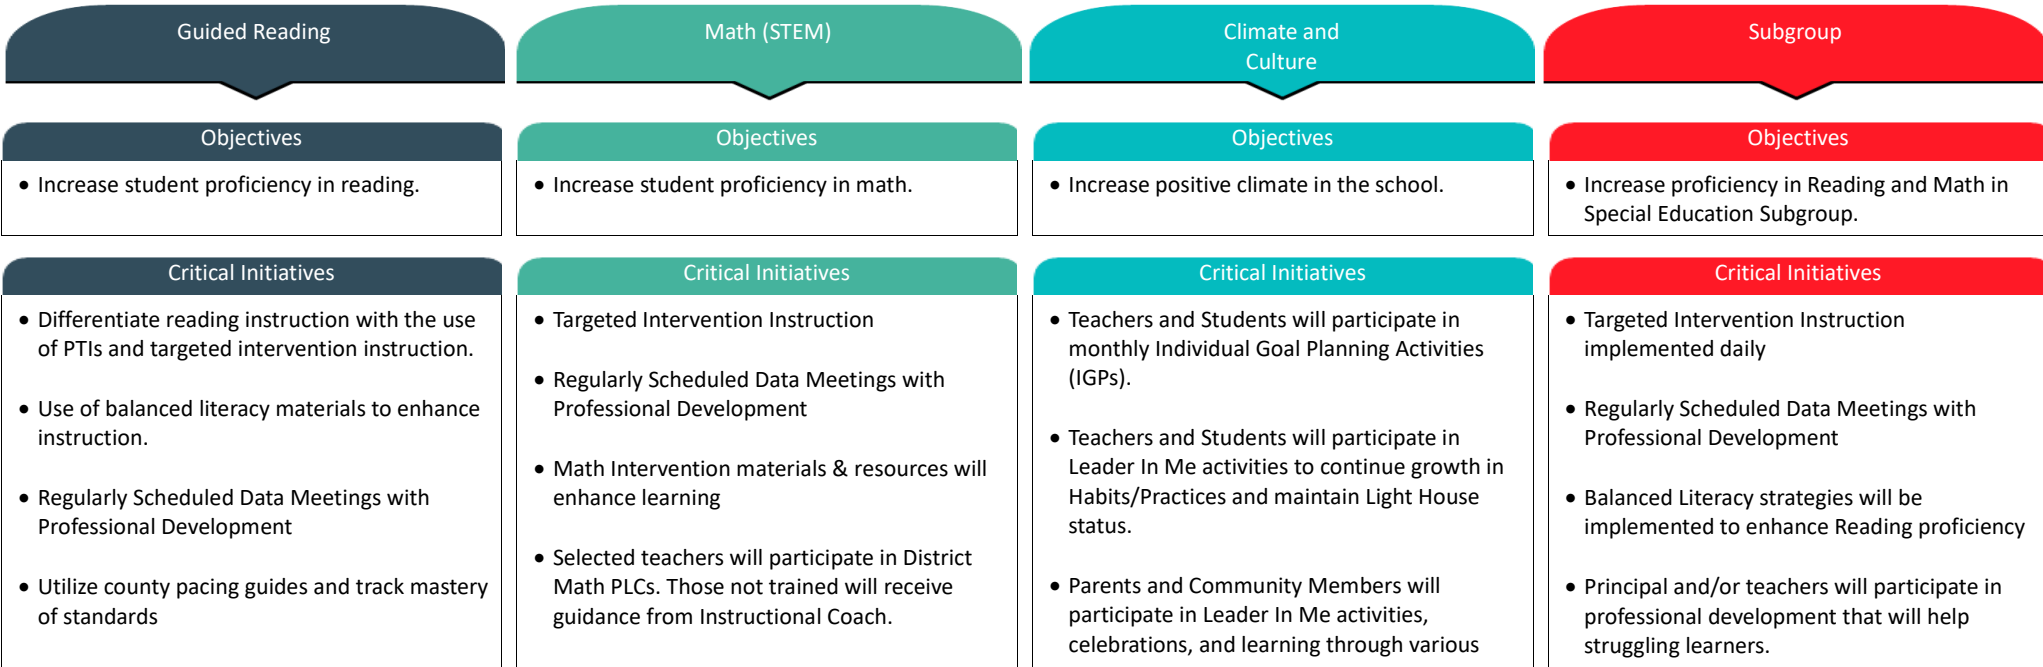 Guided Reading
Objectives
• Increase student proficiency in reading.
Critical Initiatives
• Differentiate reading instruction with the use
of PTIs and targeted intervention instruction.
• Use of balanced literacy materials to enhance
instruction.
• Regularly Scheduled Data Meetings with
Professional Development
• Utilize county pacing guides and track mastery
of standards
Math (STEM)
Objectives
• Increase student proficiency in math.
Critical Initiatives
• Targeted Intervention Instruction
• Regularly Scheduled Data Meetings with
Professional Development
• Math Intervention materials & resources will
enhance learning
• Selected teachers will participate in District
Math PLCs. Those not trained will receive
guidance from Instructional Coach.
Climate and
Culture
Objectives
• Increase positive climate in the school.
Critical Initiatives
• Teachers and Students will participate in
monthly Individual Goal Planning Activities
(IGPs).
• Teachers and Students will participate in
Leader In Me activities to continue growth in
Habits/Practices and maintain Light House
status.
• Parents and Community Members will
participate in Leader In Me activities,
celebrations, and learning through various
Subgroup
Objectives
• Increase proficiency in Reading and Math in
Special Education Subgroup.
Critical Initiatives
• Targeted Intervention Instruction
implemented daily
• Regularly Scheduled Data Meetings with
Professional Development
• Balanced Literacy strategies will be
implemented to enhance Reading proficiency
• Principal and/or teachers will participate in
professional development that will help
struggling learners.